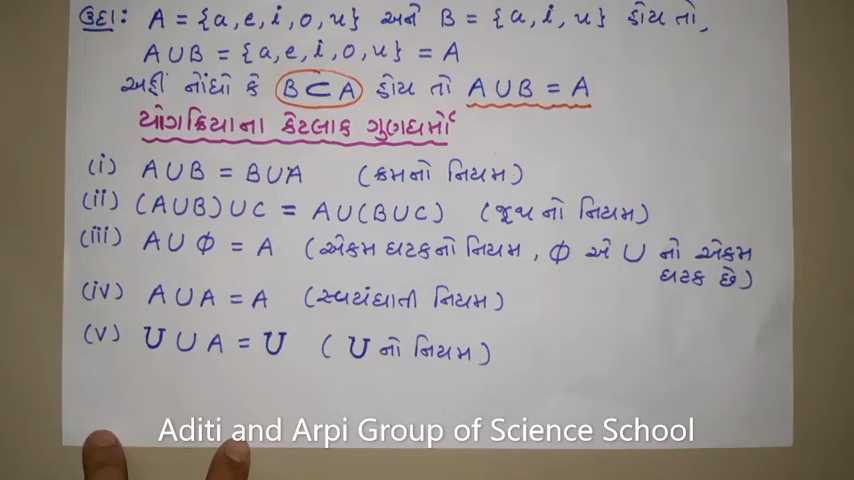 ઉદા: A = {a, e, i, o, u} અને B = {a, i, u} હોય તો,
A ∪ B = {a, e, i, o, u} = A
અહીં નોંધો કે B ⊂ A હોય તો A ∪ B = A
યોગક્રિયાના કેટલાક ગુણધર્મો
(i) A ∪ B = B ∪ A (ક્રમનો નિયમ)
(ii) (A ∪ B) ∪ C = A ∪ (B ∪ C) (જૂથનો નિયમ)
(iii) A ∪ ϕ = A (એકમ ઘટકનો નિયમ, ϕ એ ∪ નો એકમ
ઘટક છે)
(iv) A ∪ A = A (સ્વયંઘાતી નિયમ)
(v) U ∪ A = U (U નો નિયમ)
Aditi and Arpi Group of Science School